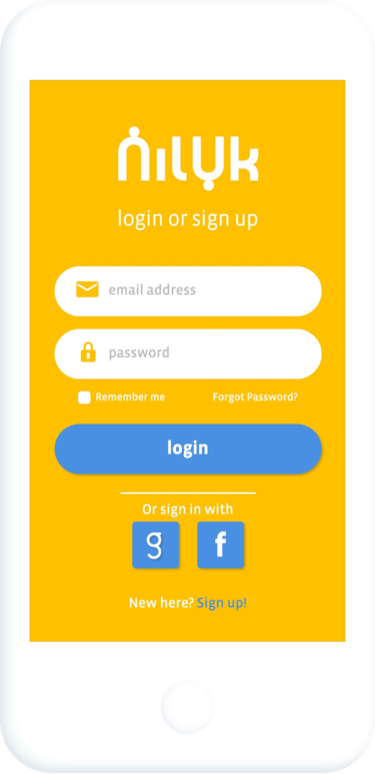 nilyk
login or sign up
email address
password
Remember me Forgot Password?
login
Or sign in with
g f
New here? Sign up!